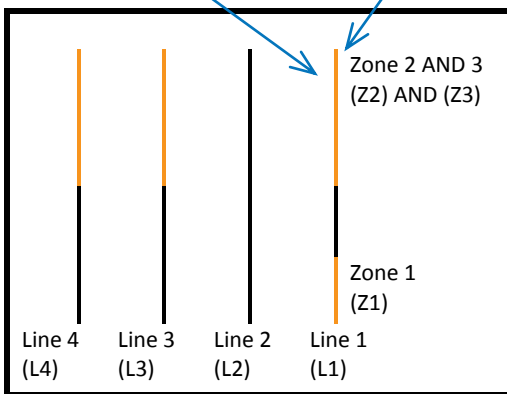 Zone 2 AND 3
(Z2) AND (Z3)
Zone 1
(Z1)
Line 4
(L4)
Line 3
(L3)
Line 2
(L2)
Line 1
(L1)